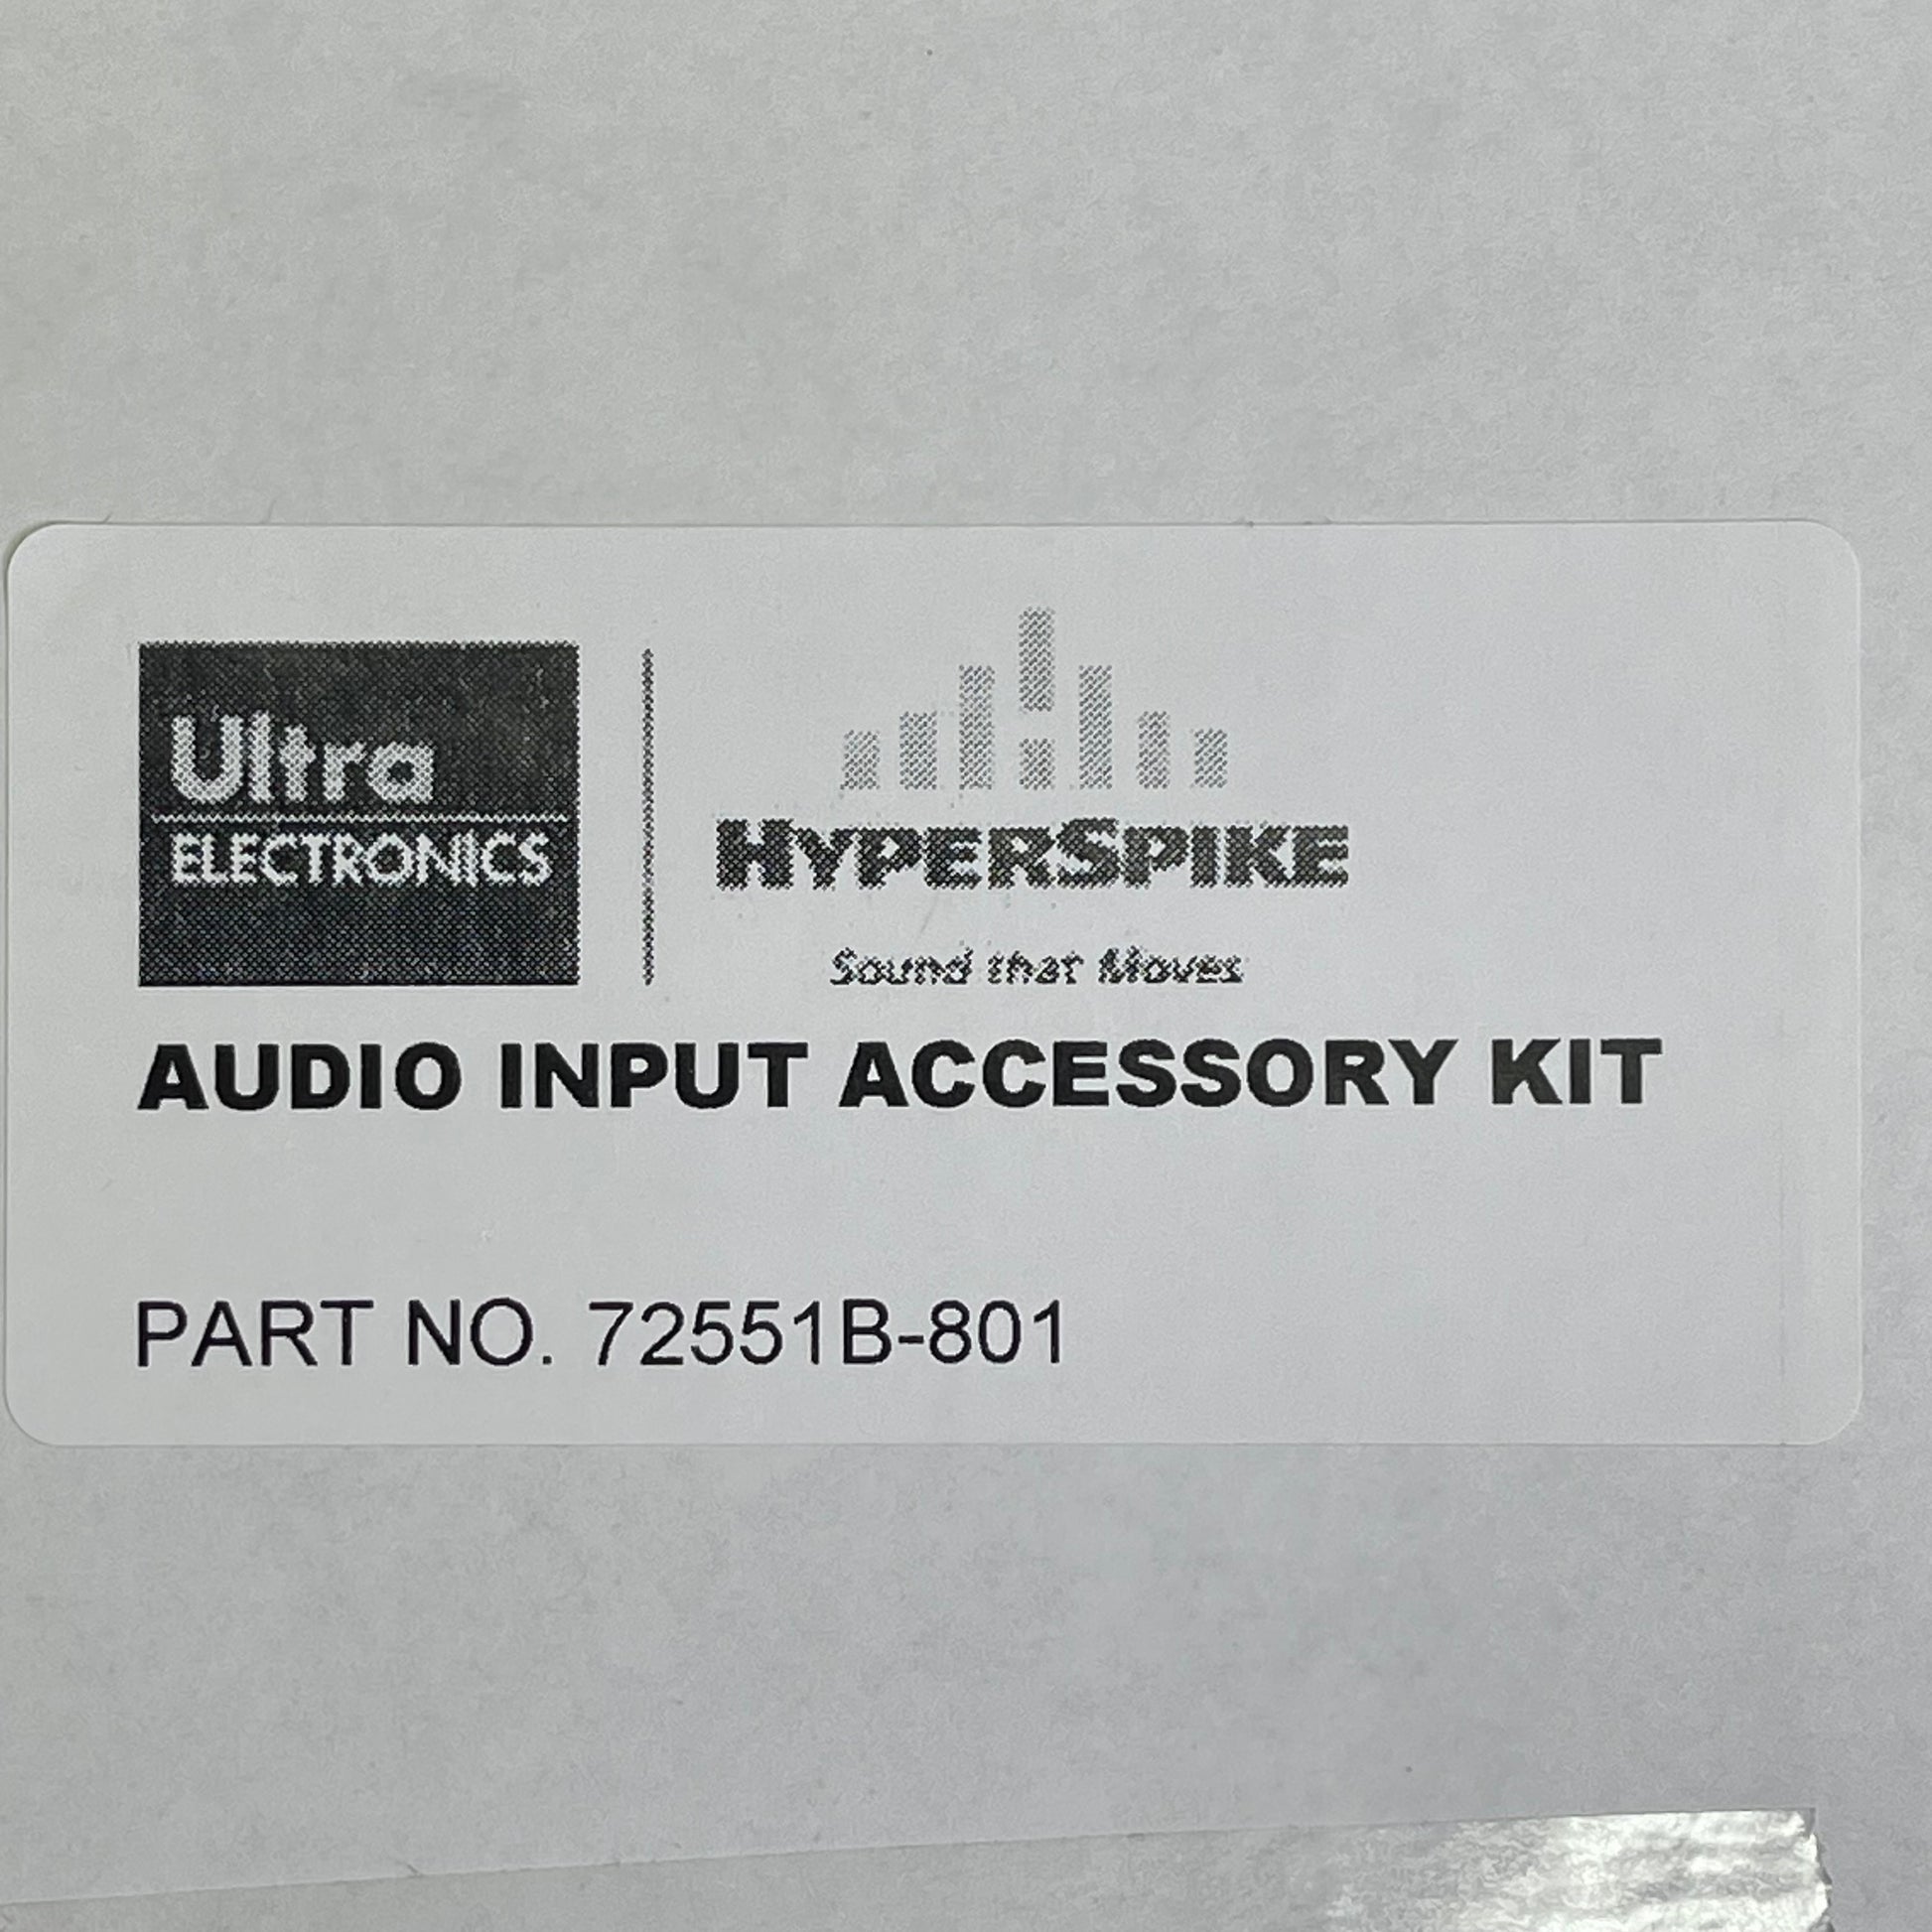 Ultra
ELECTRONICS
HYPERSPIKE
Sound that Moves
AUDIO INPUT ACCESSORY KIT
PART NO. 72551B-801